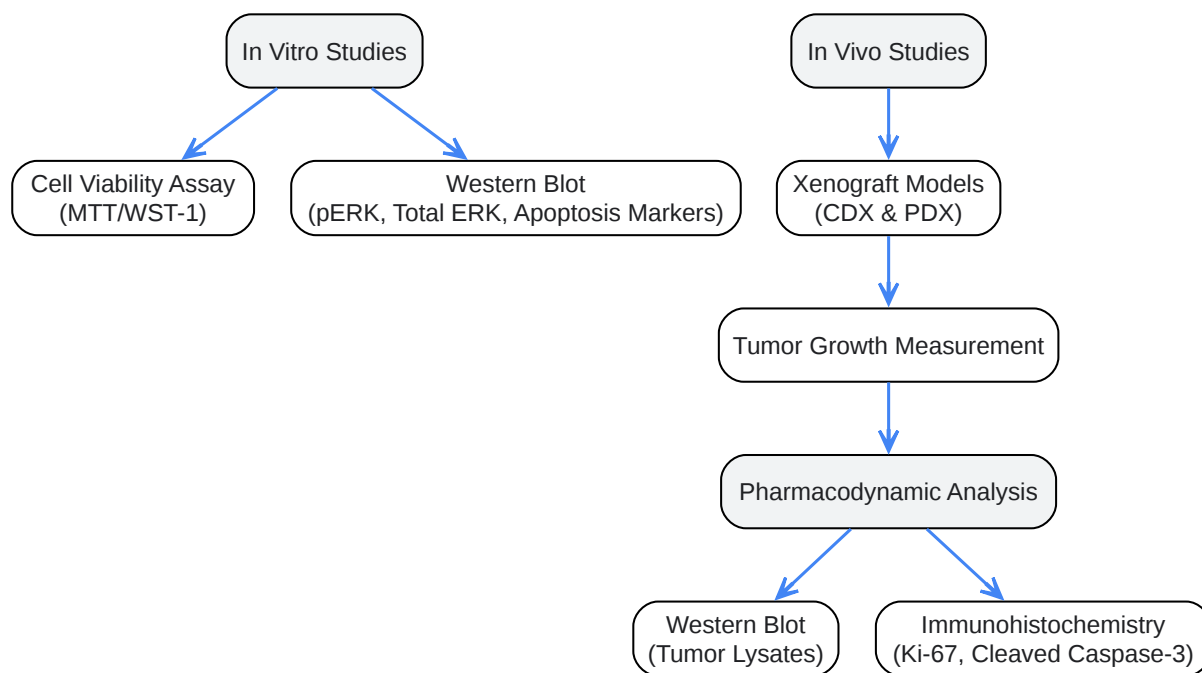 In Vitro Studies
In Vivo Studies
Cell Viability Assay
(MTT/WST-1)
Western Blot
(pERK, Total ERK, Apoptosis Markers)
Xenograft Models
(CDX & PDX)
Tumor Growth Measurement
Pharmacodynamic Analysis
Western Blot
(Tumor Lysates)
Immunohistochemistry
(Ki-67, Cleaved Caspase-3)